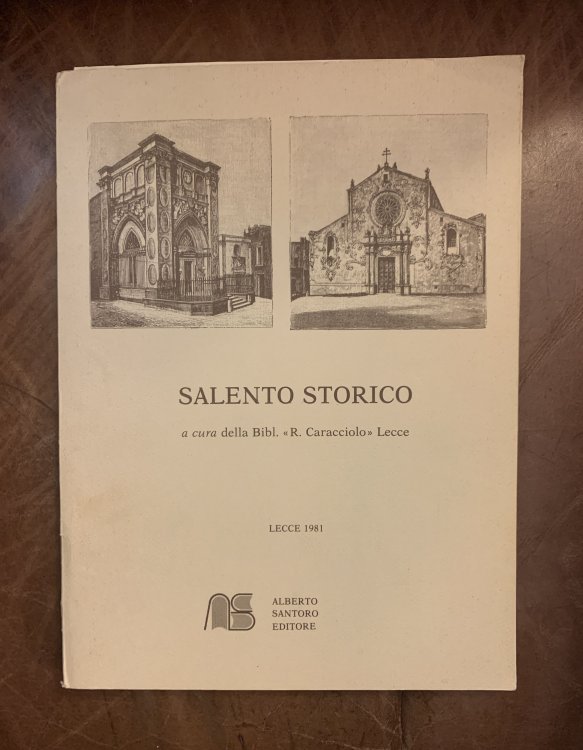 SALENTO STORICO
a cura della Bibl. «R. Caracciolo» Lecce
LECCE 1981
AS
ALBERTO
SANTORO
EDITORE